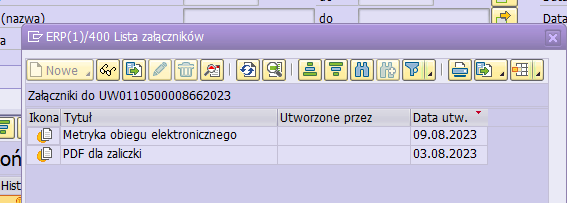 (nazwa) do Data
ERP(1)/400 Lista załączników
Nowe
Załączniki do UW0110500008662023
Ikona Tytuł Utworzone przez Data utw.
Metryka obiegu elektronicznego 09.08.2023
PDF dla zaliczki 03.08.2023
Hist